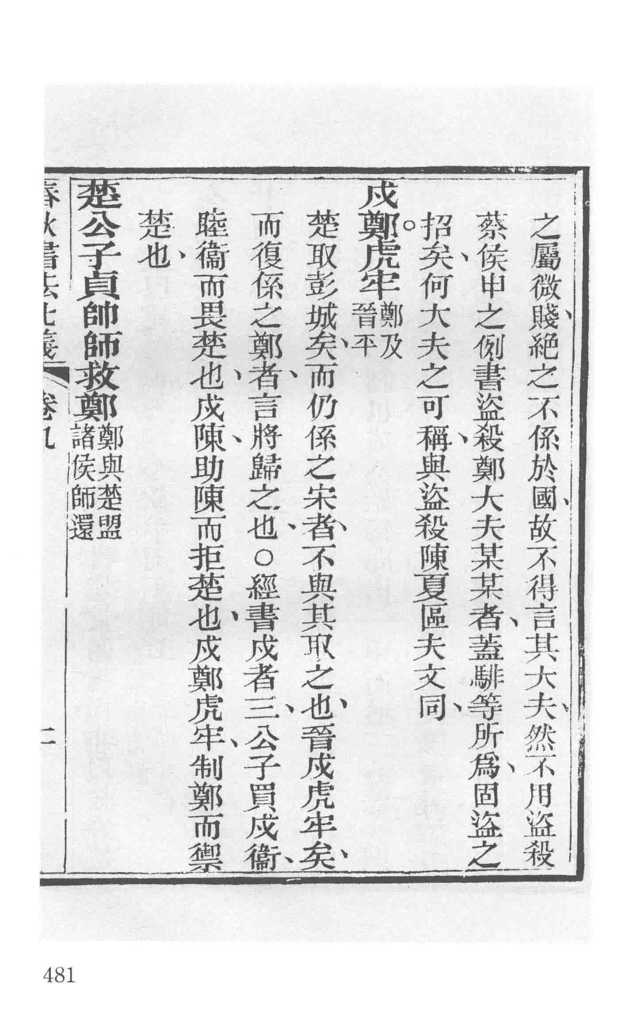 之屬微賤、絕之不係於國、故不得言其大夫、然不用盜殺
蔡侯申之例書盜殺鄭大夫某某者、蓋騑等所爲、固盜之
招矣、何大夫之可稱、與盜殺陳夏區夫文同、
戍鄭虎牢。鄭及晉平
楚取彭城矣、而仍係之宋者、不與其取之也、晉戍虎牢矣、
而復係之鄭者、言將歸之也、○經書戍者三、公子買戍衞、
睦衞而畏楚也、戍陳、助陳而拒楚也、戍鄭虎牢、制鄭而禦
楚也、
楚公子貞帥師救鄭鄭與楚盟諸侯師還
春秋書法比義 卷九 二
481